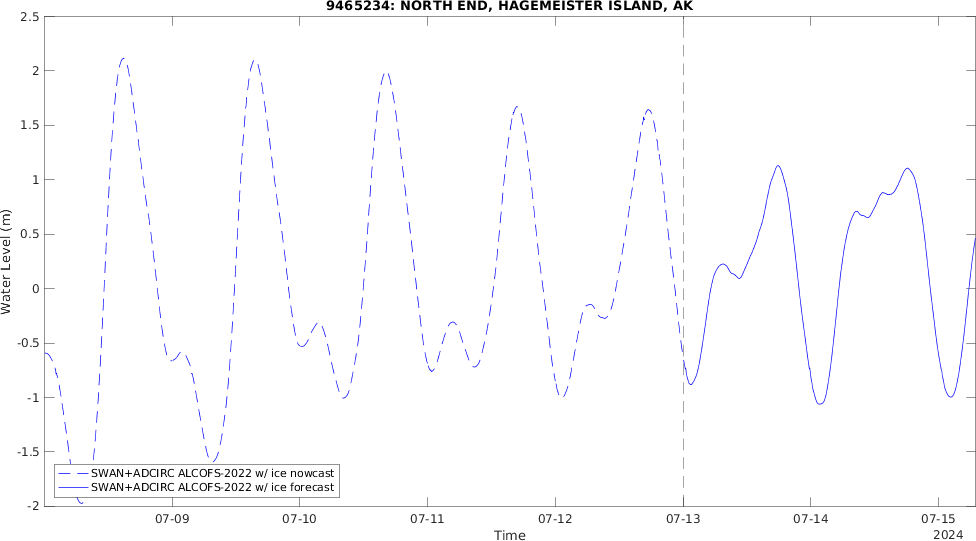 9465234: NORTH END, HAGEMEISTER ISLAND, AK
2.5
2
1.5
1
0.5
0
-0.5
-1
-1.5
-2
Water Level (m)
SWAN+ADCIRC ALCOFS-2022 w/ ice nowcast
SWAN+ADCIRC ALCOFS-2022 w/ ice forecast
07-09 07-10 07-11 07-12 07-13 07-14 07-15
Time
2024